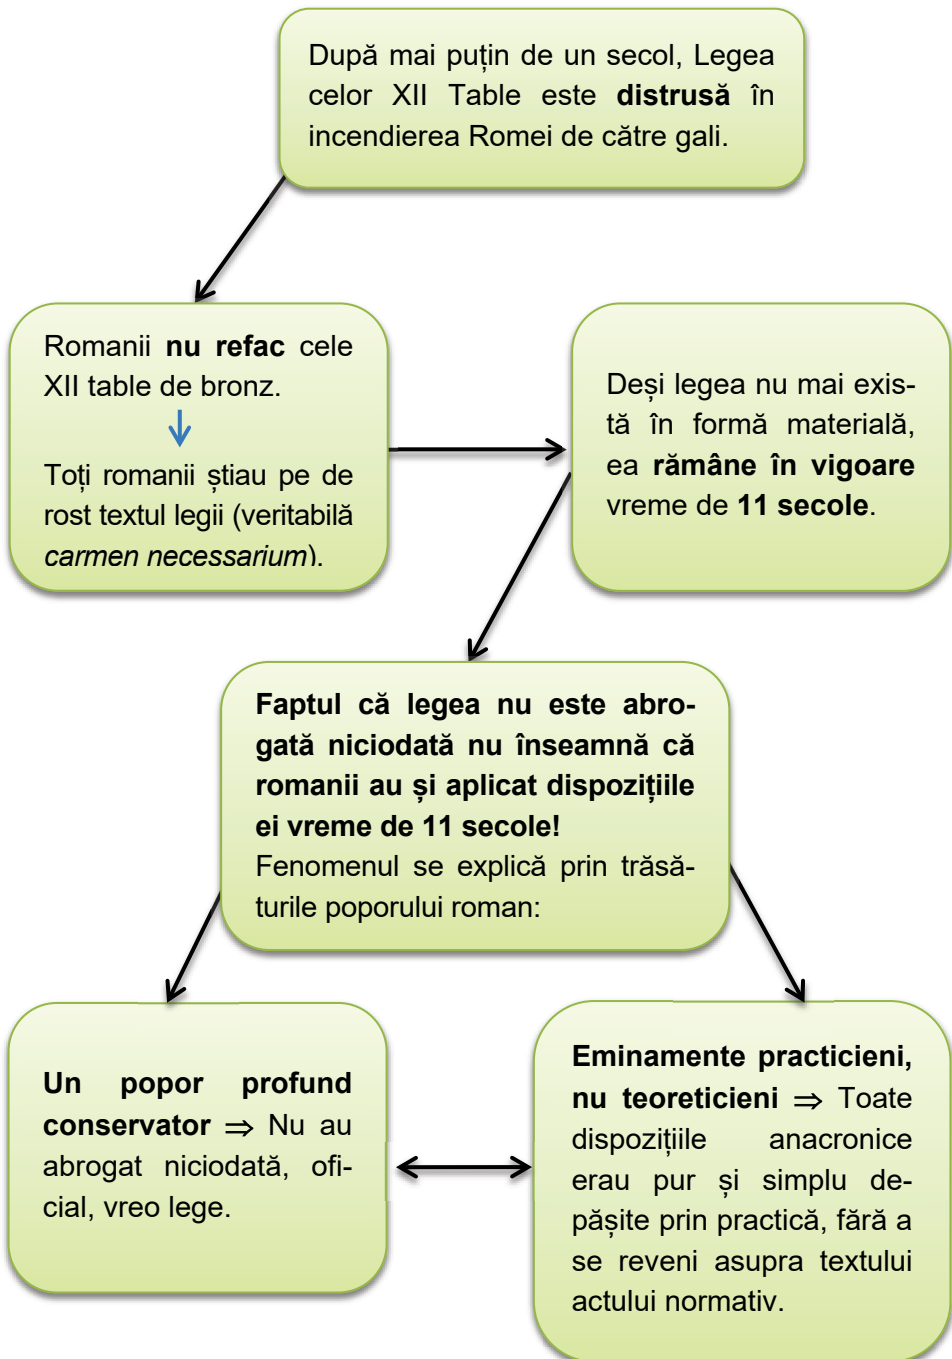 După mai puțin de un secol, Legea
celor XII Table este distrusă în
incendierea Romei de către gali.
Romanii nu refac cele
XII table de bronz.
Toți romanii știau pe de
rost textul legii (veritabilă
carmen necessarium).
Deși legea nu mai exis-
tă în formă materială,
ea rămâne în vigoare
vreme de 11 secole.
Faptul că legea nu este abro-
gată niciodată nu înseamnă că
romanii au și aplicat dispozițiile
ei vreme de 11 secole!
Fenomenul se explică prin trăsă-
turile poporului roman:
Un popor profund
conservator ⇒ Nu au
abrogat niciodată, ofi-
cial, vreo lege.
Eminamente practicieni,
nu teoreticieni ⇒ Toate
dispozițiile anacronice
erau pur și simplu de-
pășite prin practică, fără a
se reveni asupra textului
actului normativ.